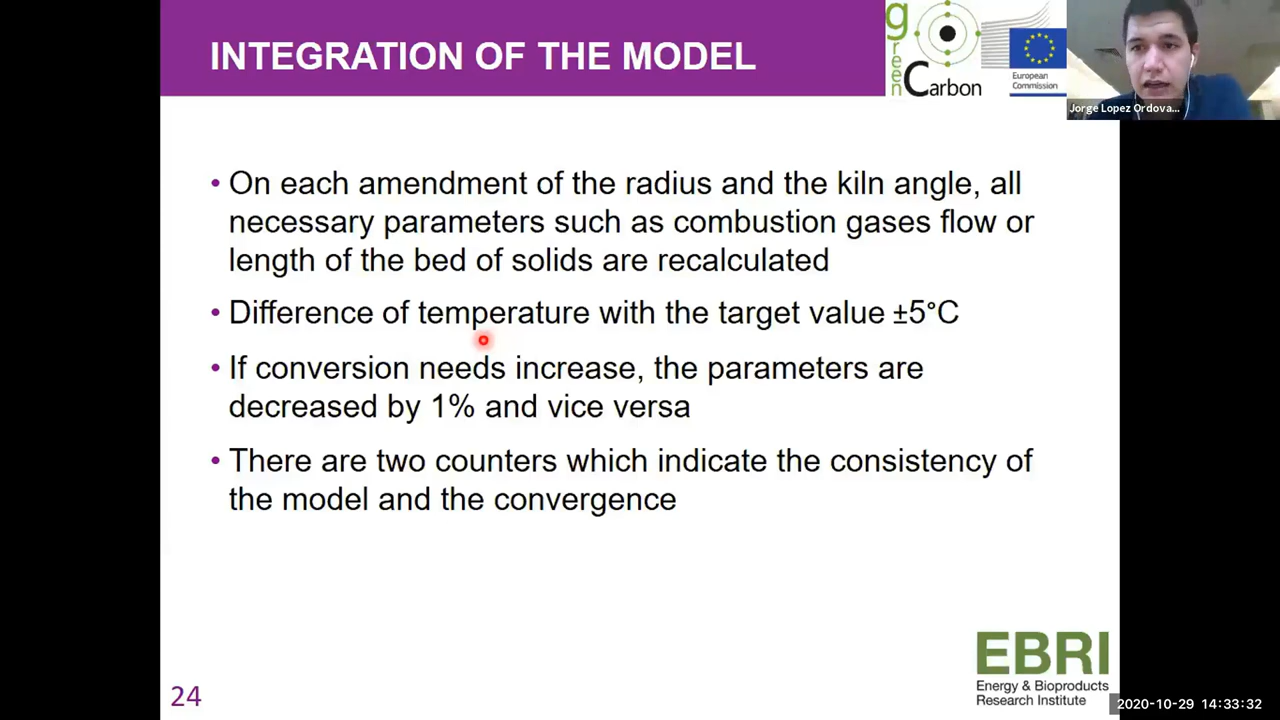 INTEGRATION OF THE MODEL
green
Carbon
European
Commission
Jorge Lopez Ordova...
• On each amendment of the radius and the kiln angle, all
necessary parameters such as combustion gases flow or
length of the bed of solids are recalculated
• Difference of temperature with the target value ±5°C
• If conversion needs increase, the parameters are
decreased by 1% and vice versa
• There are two counters which indicate the consistency of
the model and the convergence
EBRI
Energy & Bioproducts
Research Institute
24
2020-10-29 14:33:32